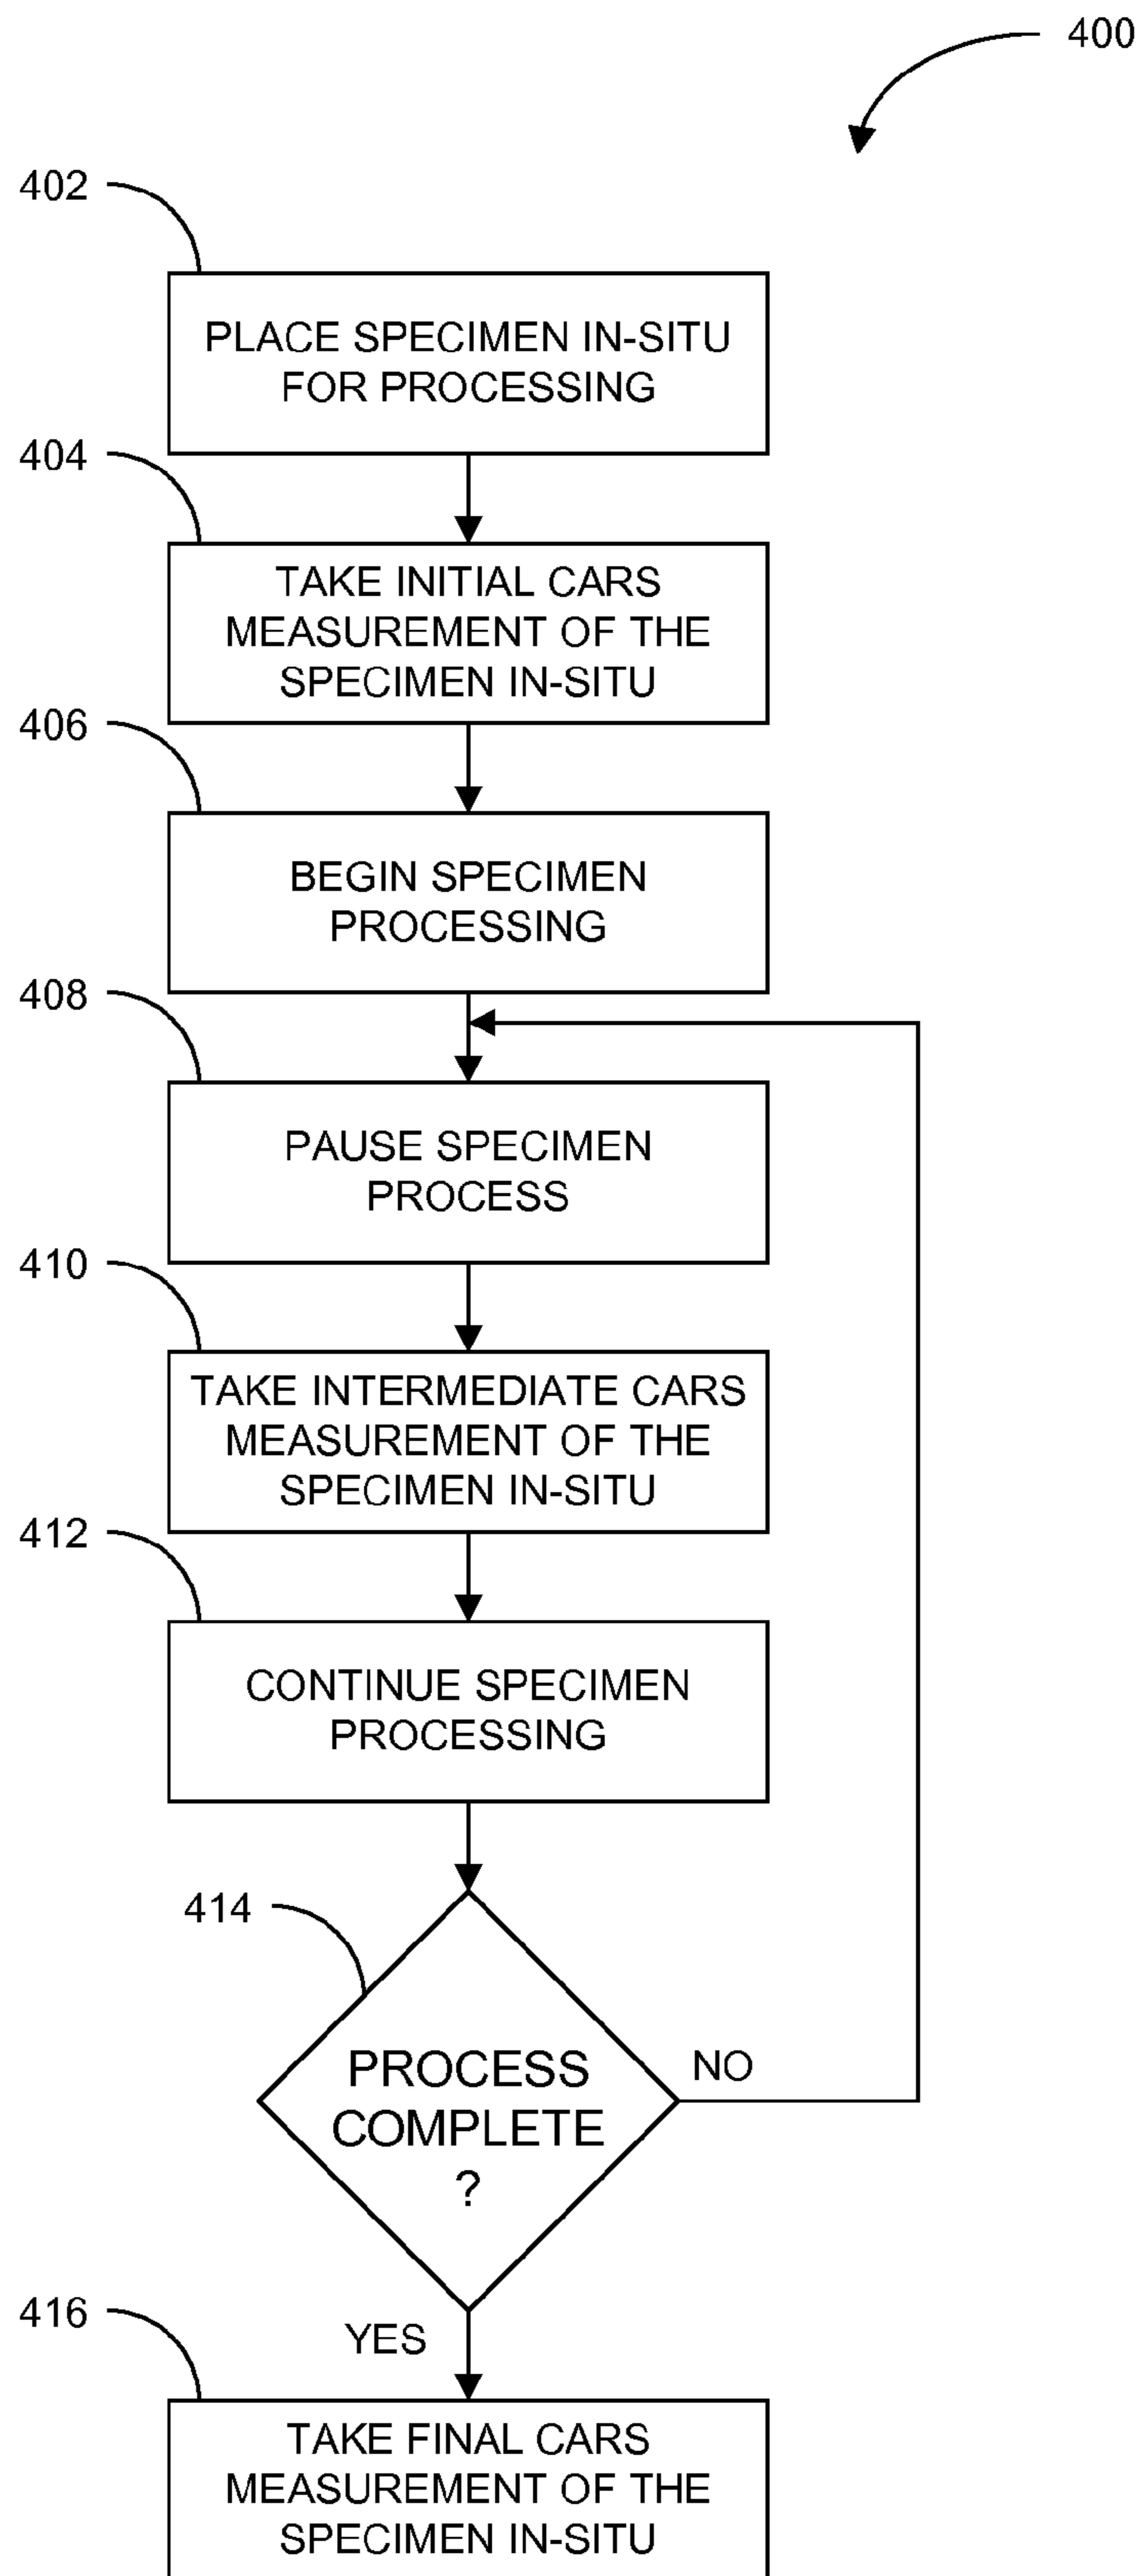 400
402
PLACE SPECIMEN IN-SITU
FOR PROCESSING
404
TAKE INITIAL CARS
MEASUREMENT OF THE
SPECIMEN IN-SITU
406
BEGIN SPECIMEN
PROCESSING
408
PAUSE SPECIMEN
PROCESS
410
TAKE INTERMEDIATE CARS
MEASUREMENT OF THE
SPECIMEN IN-SITU
412
CONTINUE SPECIMEN
PROCESSING
414
PROCESS
COMPLETE
?
NO
YES
416
TAKE FINAL CARS
MEASUREMENT OF THE
SPECIMEN IN-SITU